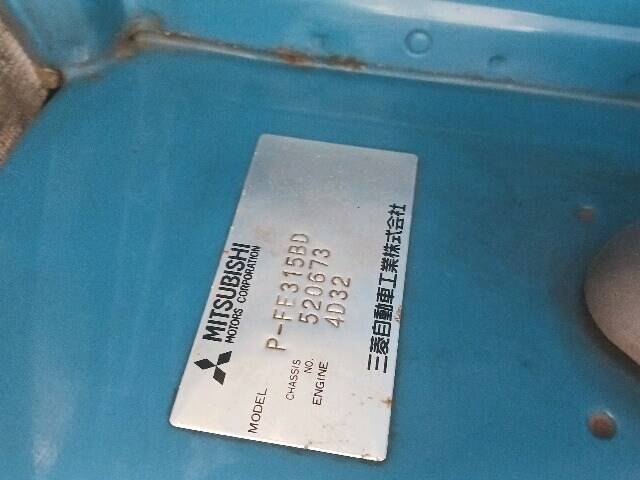 MITSUBISHI
MOTORS CORPORATION
MODEL P-FE315BD
CHASSIS NO. 520673
ENGINE 4D32
三菱自動車工業株式会社